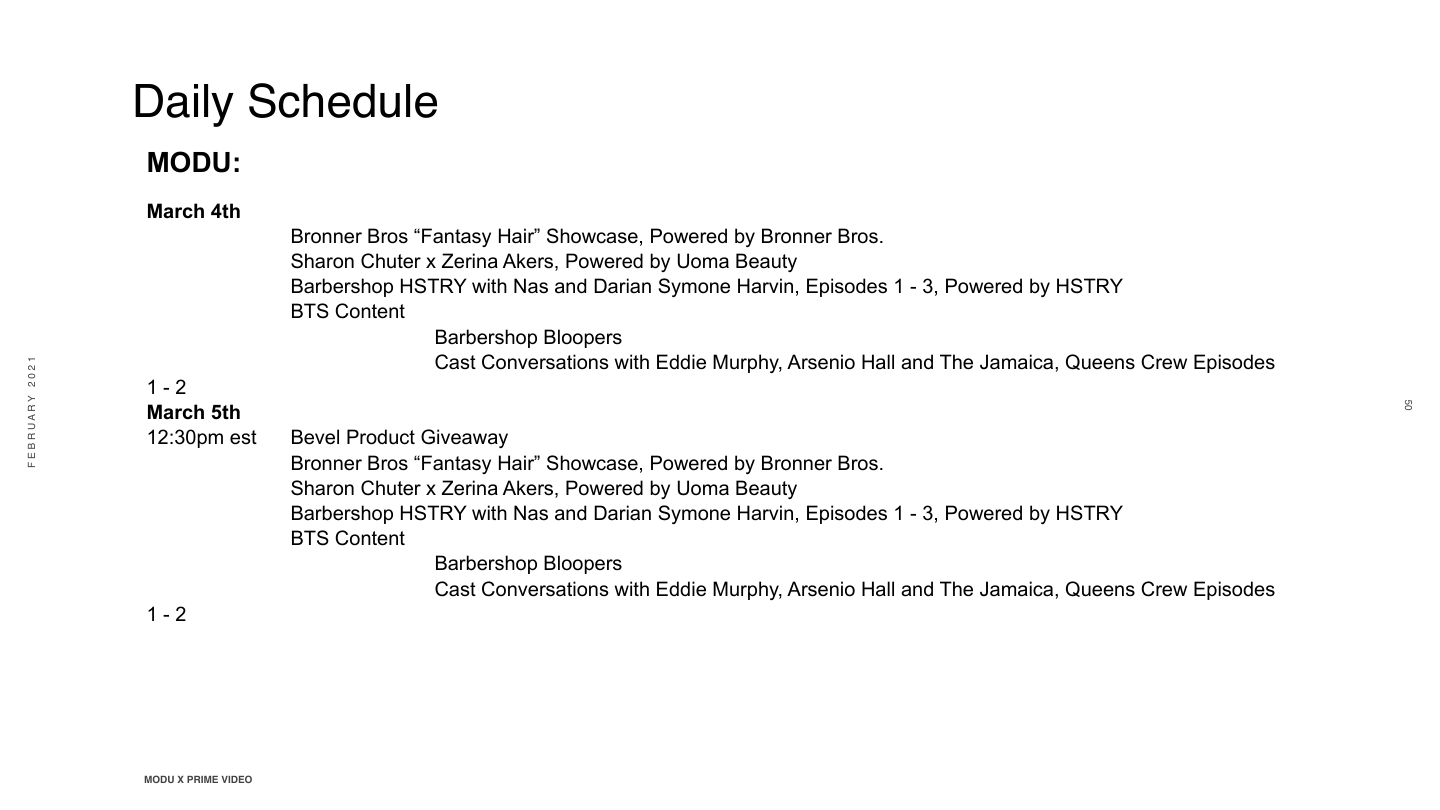 Daily Schedule
MODU:
March 4th
Bronner Bros “Fantasy Hair” Showcase, Powered by Bronner Bros.
Sharon Chuter x Zerina Akers, Powered by Uoma Beauty
Barbershop HSTRY with Nas and Darian Symone Harvin, Episodes 1 - 3, Powered by HSTRY
BTS Content
Barbershop Bloopers
Cast Conversations with Eddie Murphy, Arsenio Hall and The Jamaica, Queens Crew Episodes
1 - 2
March 5th
12:30pm est Bevel Product Giveaway
Bronner Bros “Fantasy Hair” Showcase, Powered by Bronner Bros.
Sharon Chuter x Zerina Akers, Powered by Uoma Beauty
Barbershop HSTRY with Nas and Darian Symone Harvin, Episodes 1 - 3, Powered by HSTRY
BTS Content
Barbershop Bloopers
Cast Conversations with Eddie Murphy, Arsenio Hall and The Jamaica, Queens Crew Episodes
1 - 2
FEBRUARY 2021
50
MODU X PRIME VIDEO